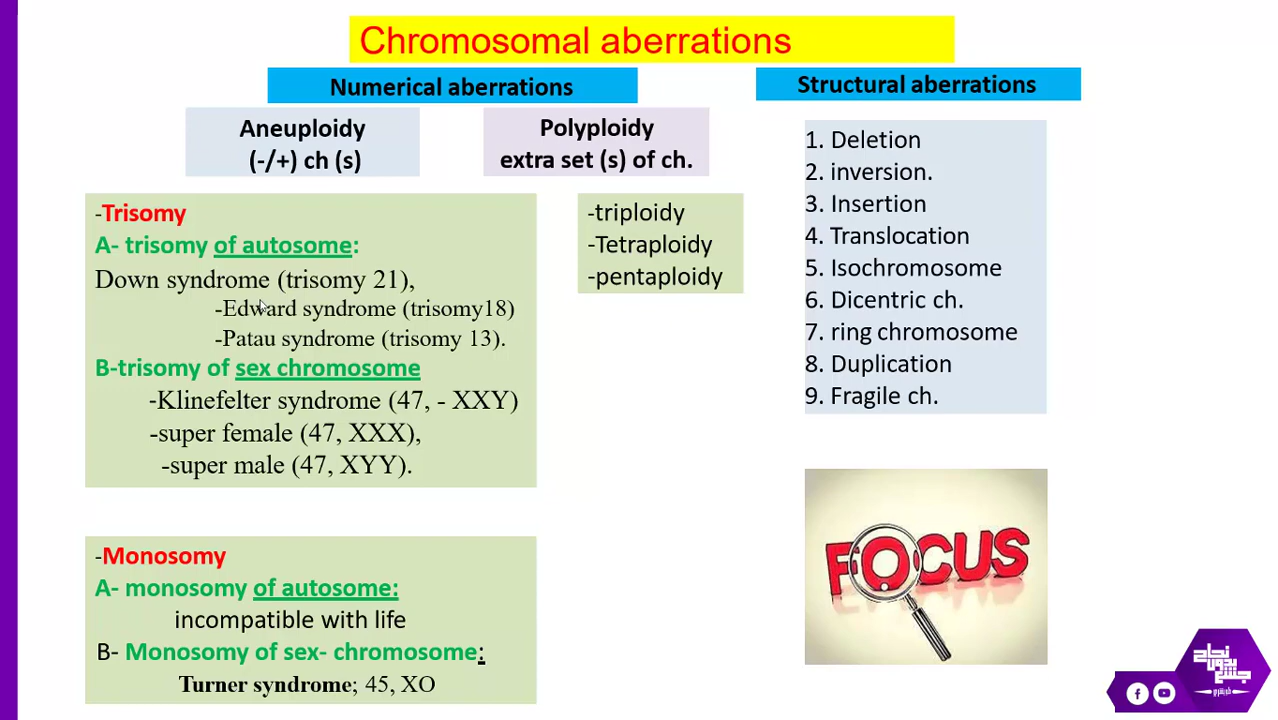 Chromosomal aberrations
Numerical aberrations
Aneuploidy
(-/+) ch (s)
Polyploidy
extra set (s) of ch.
-Trisomy
A- trisomy of autosome:
Down syndrome (trisomy 21),
-Edward syndrome (trisomy18)
-Patau syndrome (trisomy 13).
B-trisomy of sex chromosome
-Klinefelter syndrome (47, - XXY)
-super female (47, XXX),
-super male (47, XYY).
-triploidy
-Tetraploidy
-pentaploidy
-Monosomy
A- monosomy of autosome:
incompatible with life
B- Monosomy of sex- chromosome:
Turner syndrome; 45, XO
Structural aberrations
1. Deletion
2. inversion.
3. Insertion
4. Translocation
5. Isochromosome
6. Dicentric ch.
7. ring chromosome
8. Duplication
9. Fragile ch.
FOCUS